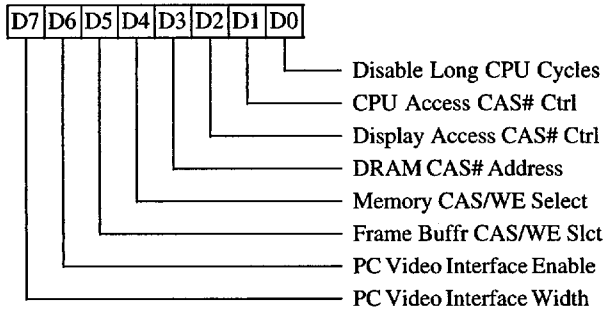 D7 D6 D5 D4 D3 D2 D1 D0
Disable Long CPU Cycles
CPU Access CAS# Ctrl
Display Access CAS# Ctrl
DRAM CAS# Address
Memory CAS/WE Select
Frame Buffr CAS/WE Slct
PC Video Interface Enable
PC Video Interface Width